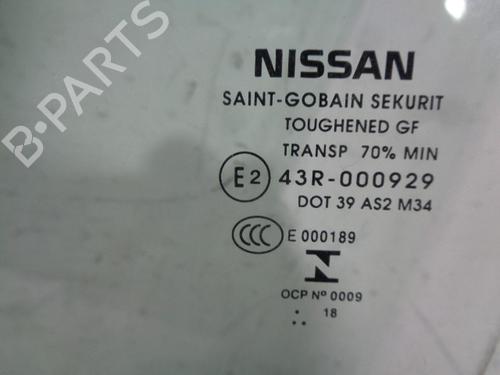 B-PARTS
NISSAN
SAINT-GOBAIN SEKURIT
TOUGHENED GF
TRANSP 70% MIN
E2 43R-000929
DOT 39 AS2 M34
CCC E 000189
N
OCP Nº 0009
18